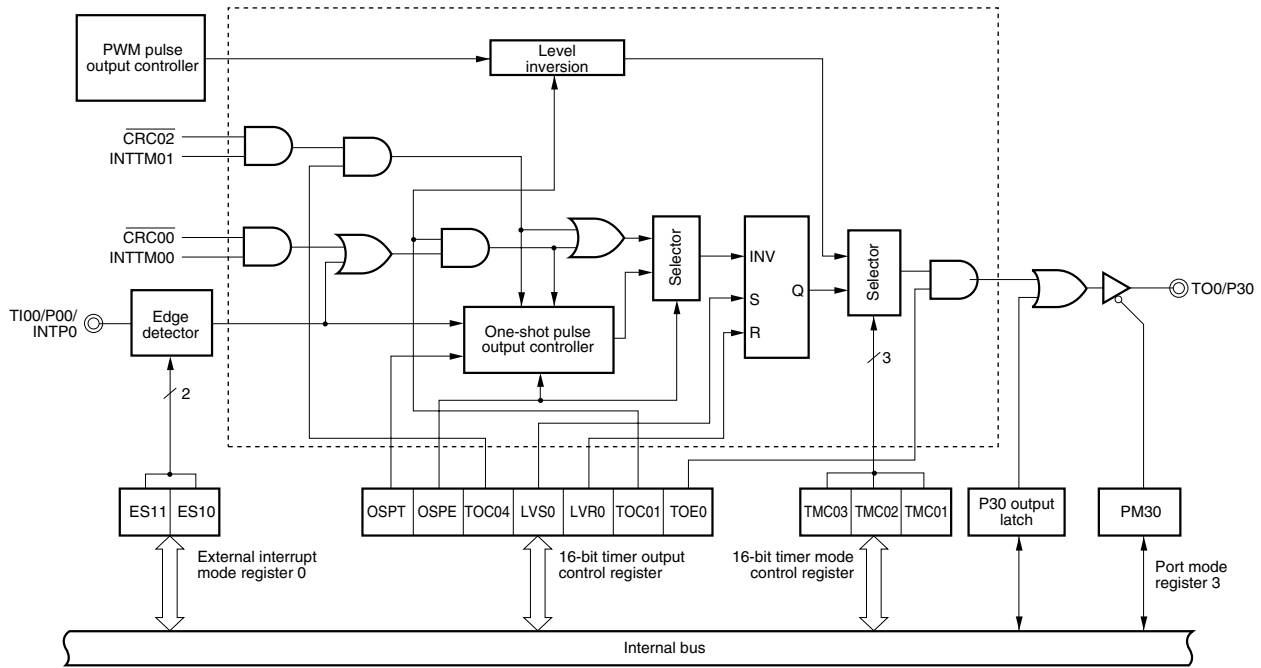 PWM pulse
output controller
Level
inversion
CRC02
INTTM01
CRC00
INTTM00
TI00/P00/
INTP0
Edge
detector
2
One-shot pulse
output controller
Selector
INV
S
R
Q
Selector
3
TO0/P30
ES11 ES10
OSPT OSPE TOC04 LVS0 LVR0 TOC01 TOE0
TMC03 TMC02 TMC01
P30 output
latch
PM30
External interrupt
mode register 0
16-bit timer output
control register
16-bit timer mode
control register
Port mode
register 3
Internal bus